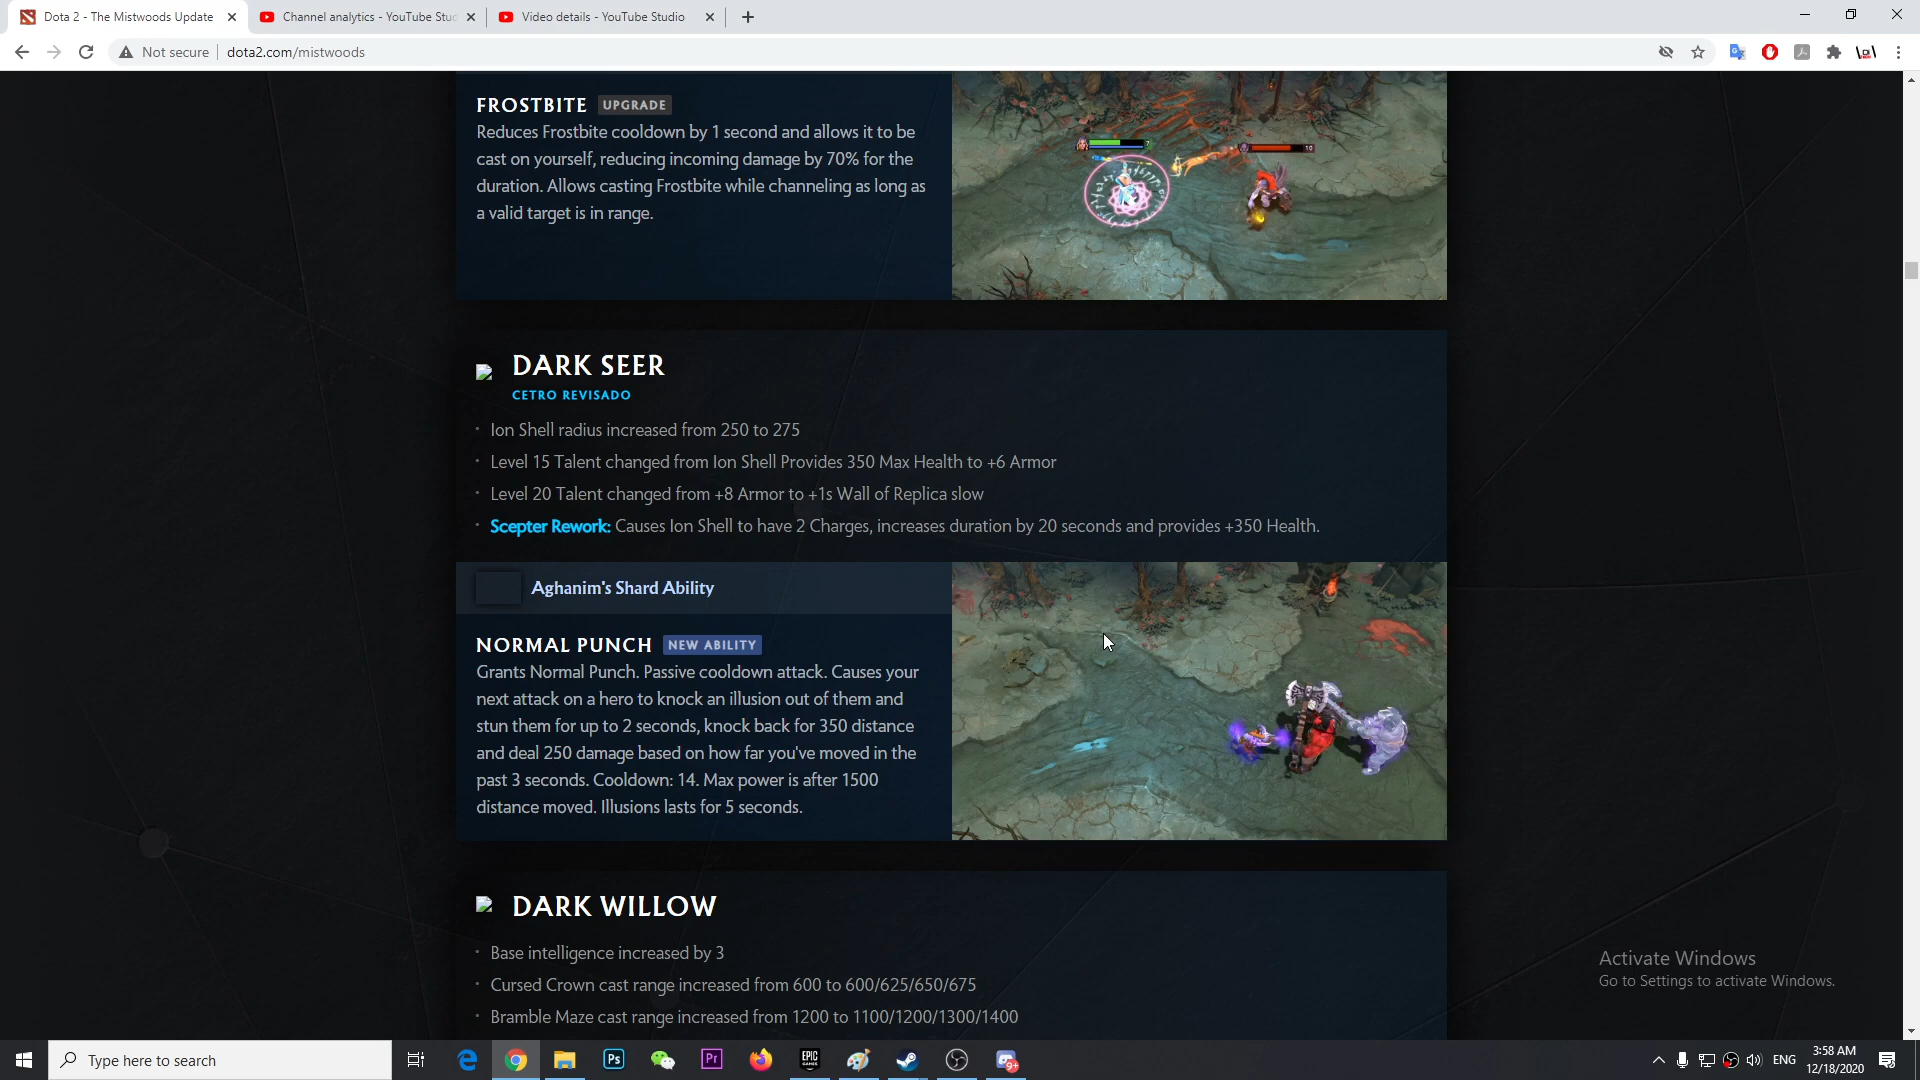 Dota 2 - The Mistwoods Update
Channel analytics - YouTube Stud
Video details - YouTube Studio
Not secure
dota2.com/mistwoods
FROSTBITE UPGRADE
Reduces Frostbite cooldown by 1 second and allows it to be
cast on yourself, reducing incoming damage by 70% for the
duration. Allows casting Frostbite while channeling as long as
a valid target is in range.
7
10
DARK SEER
CETRO REVISADO
• Ion Shell radius increased from 250 to 275
• Level 15 Talent changed from Ion Shell Provides 350 Max Health to +6 Armor
• Level 20 Talent changed from +8 Armor to +1s Wall of Replica slow
• Scepter Rework: Causes Ion Shell to have 2 Charges, increases duration by 20 seconds and provides +350 Health.
Aghanim's Shard Ability
NORMAL PUNCH NEW ABILITY
Grants Normal Punch. Passive cooldown attack. Causes your
next attack on a hero to knock an illusion out of them and
stun them for up to 2 seconds, knock back for 350 distance
and deal 250 damage based on how far you've moved in the
past 3 seconds. Cooldown: 14. Max power is after 1500
distance moved. Illusions lasts for 5 seconds.
DARK WILLOW
• Base intelligence increased by 3
• Cursed Crown cast range increased from 600 to 600/625/650/675
• Bramble Maze cast range increased from 1200 to 1100/1200/1300/1400
Activate Windows
Go to Settings to activate Windows.
Type here to search
Ps
Pr
EPIC GAMES
9+
ENG
3:58 AM
12/18/2020